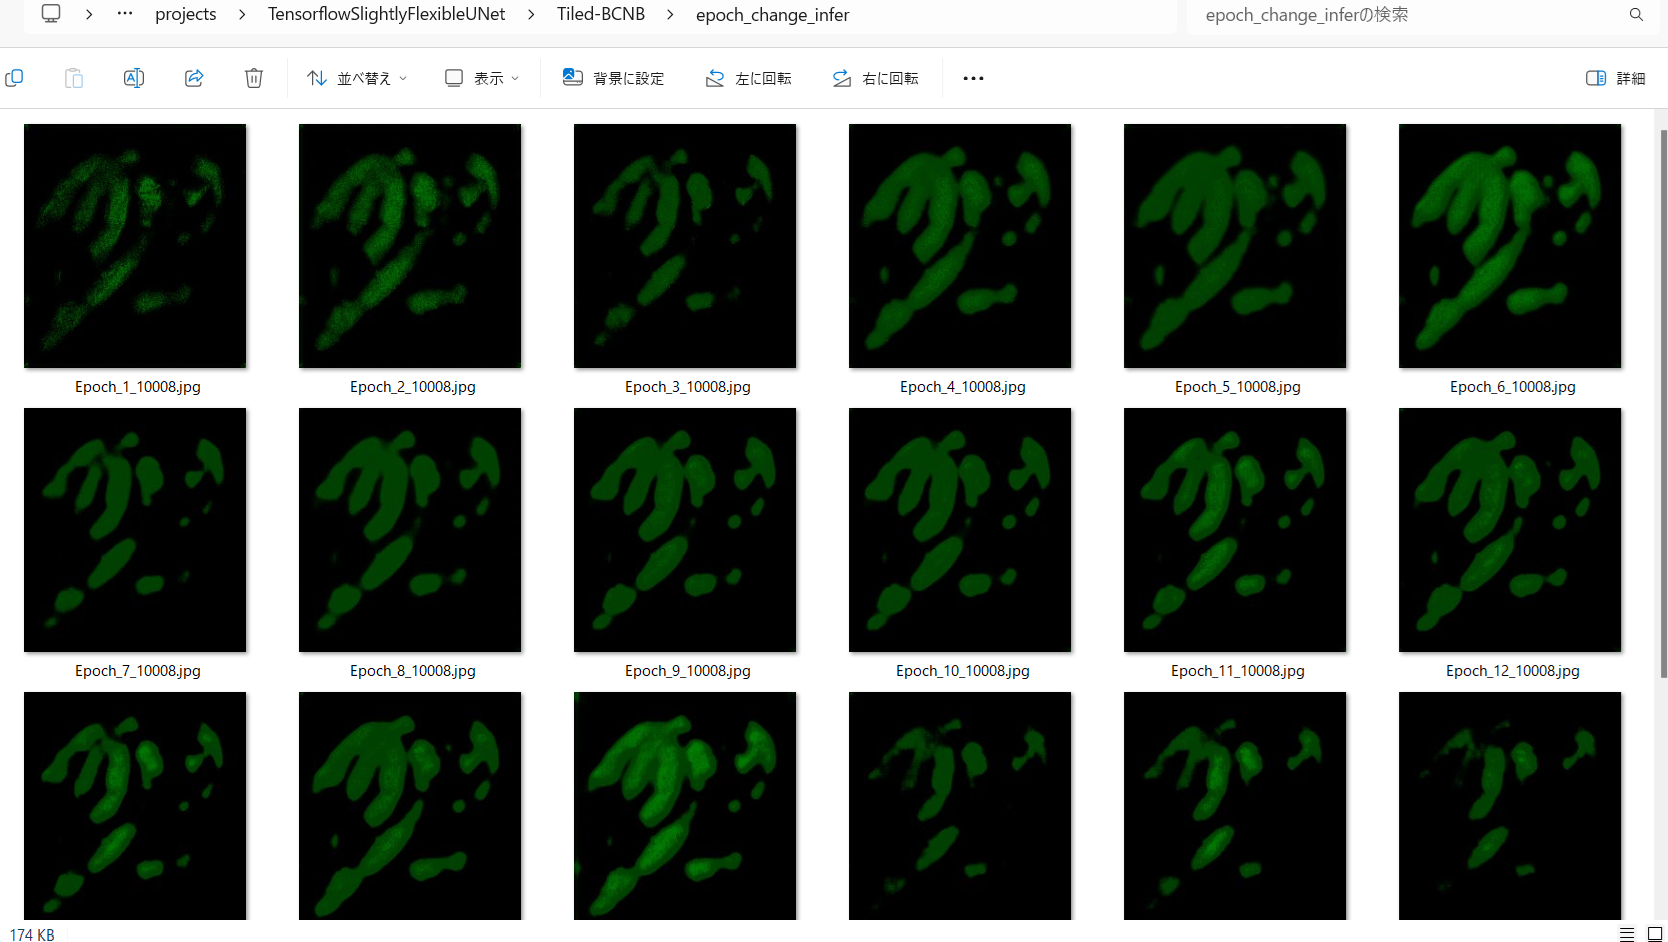 projects > TensorflowSlightlyFlexibleUNet > Tiled-BCNB > epoch_change_infer
epoch_change_inferの検索
並べ替え 表示 背景に設定 左に回転 右に回転 詳細
Epoch_1_10008.jpg Epoch_2_10008.jpg Epoch_3_10008.jpg Epoch_4_10008.jpg Epoch_5_10008.jpg Epoch_6_10008.jpg
Epoch_7_10008.jpg Epoch_8_10008.jpg Epoch_9_10008.jpg Epoch_10_10008.jpg Epoch_11_10008.jpg Epoch_12_10008.jpg
174 KB